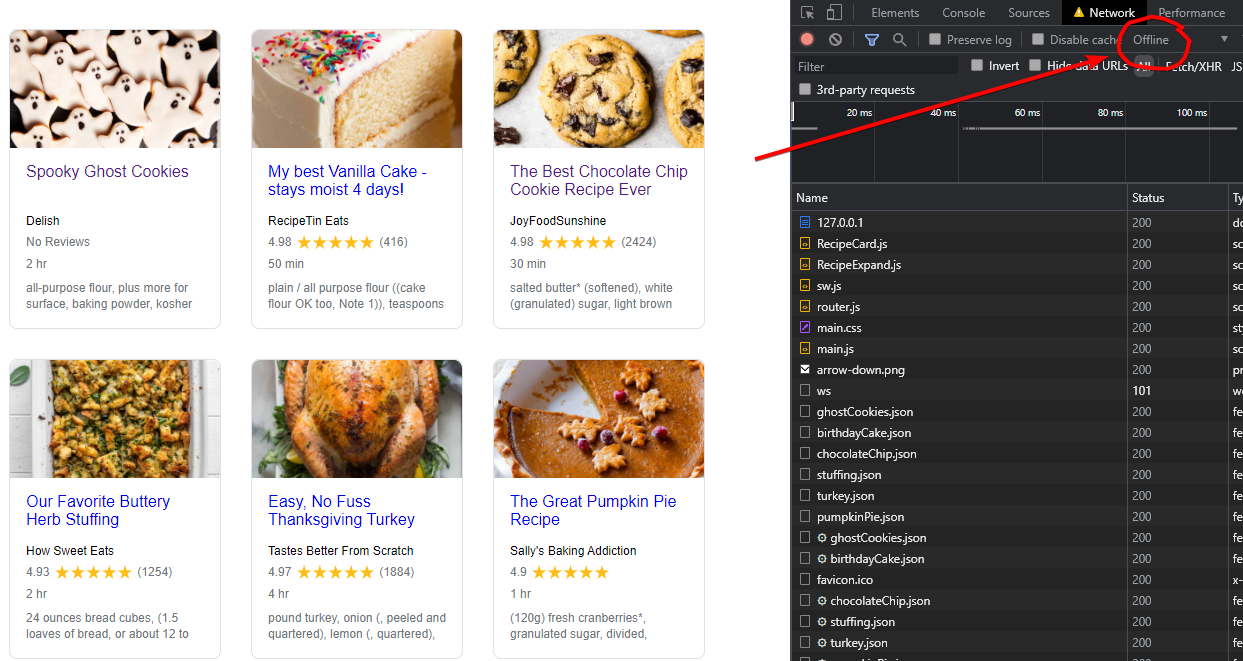 Spooky Ghost Cookies
Delish
No Reviews
2 hr
all-purpose flour, plus more for
surface, baking powder, kosher
My best Vanilla Cake -
stays moist 4 days!
RecipeTin Eats
4.98 ★★★★★ (416)
50 min
plain / all purpose flour ((cake
flour OK too, Note 1)), teaspoons
The Best Chocolate Chip
Cookie Recipe Ever
JoyFoodSunshine
4.98 ★★★★★ (2424)
30 min
salted butter* (softened), white
(granulated) sugar, light brown
Our Favorite Buttery
Herb Stuffing
How Sweet Eats
4.93 ★★★★★ (1254)
2 hr
24 ounces bread cubes, (1.5
loaves of bread, or about 12 to
Easy, No Fuss
Thanksgiving Turkey
Tastes Better From Scratch
4.97 ★★★★★ (1884)
4 hr
pound turkey, onion (, peeled and
quartered), lemon (, quartered),
The Great Pumpkin Pie
Recipe
Sally's Baking Addiction
4.9 ★★★★★
1 hr
(120g) fresh cranberries*,
granulated sugar, divided,
Elements Console Sources Network Performance
Preserve log Disable cache Offline
Filter Invert Hide data URLs All Fetch/XHR JS
3rd-party requests
20 ms 40 ms 60 ms 80 ms 100 ms
Name Status Ty
127.0.0.1 200 do
RecipeCard.js 200 sc
RecipeExpand.js 200 sc
sw.js 200 sc
router.js 200 sc
main.css 200 st
main.js 200 sc
arrow-down.png 200 pr
ws 101 we
ghostCookies.json 200 fe
birthdayCake.json 200 fe
chocolateChip.json 200 fe
stuffing.json 200 fe
turkey.json 200 fe
pumpkinPie.json 200 fe
ghostCookies.json 200 fe
birthdayCake.json 200 fe
favicon.ico 200 x-
chocolateChip.json 200 fe
stuffing.json 200 fe
turkey.json 200 fe